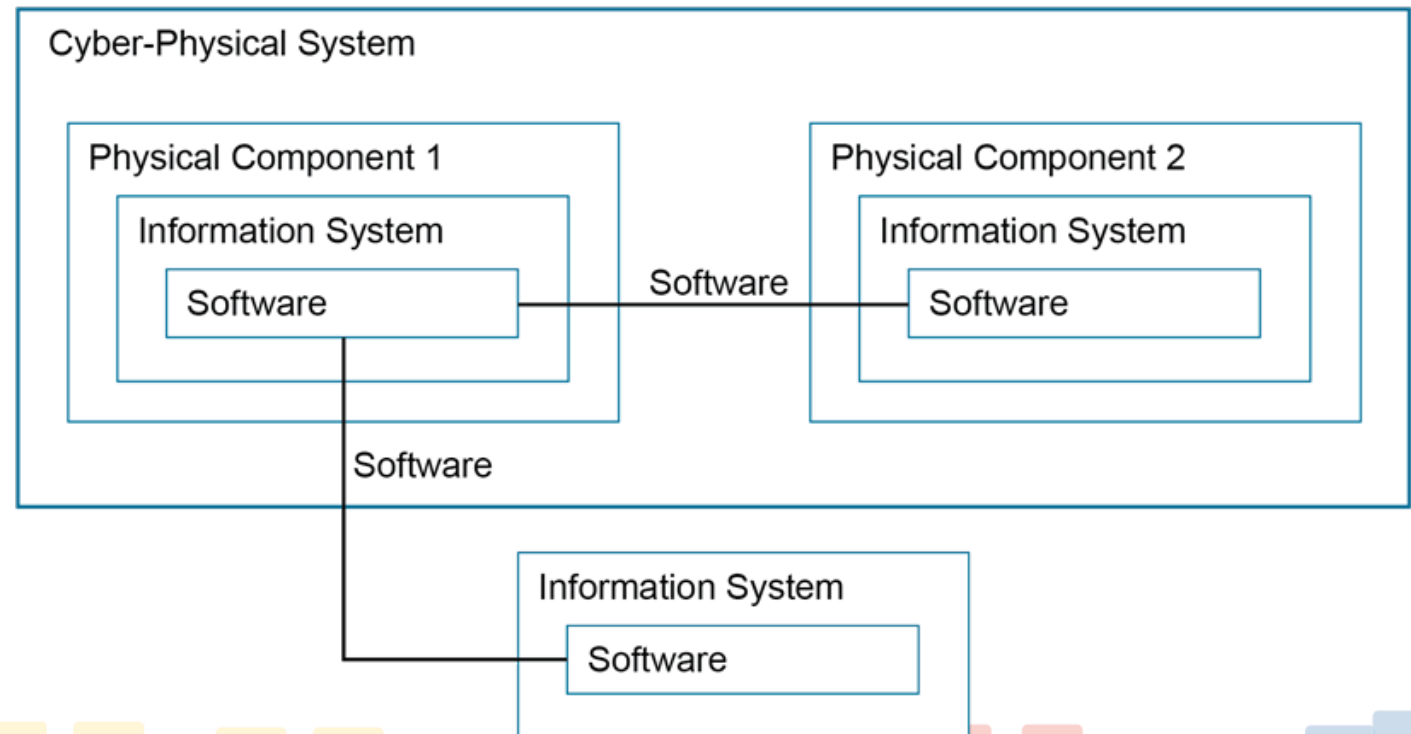 Cyber-Physical System
Physical Component 1
Physical Component 2
Information System
Information System
Software
Software
Software
Software
Information System
Software